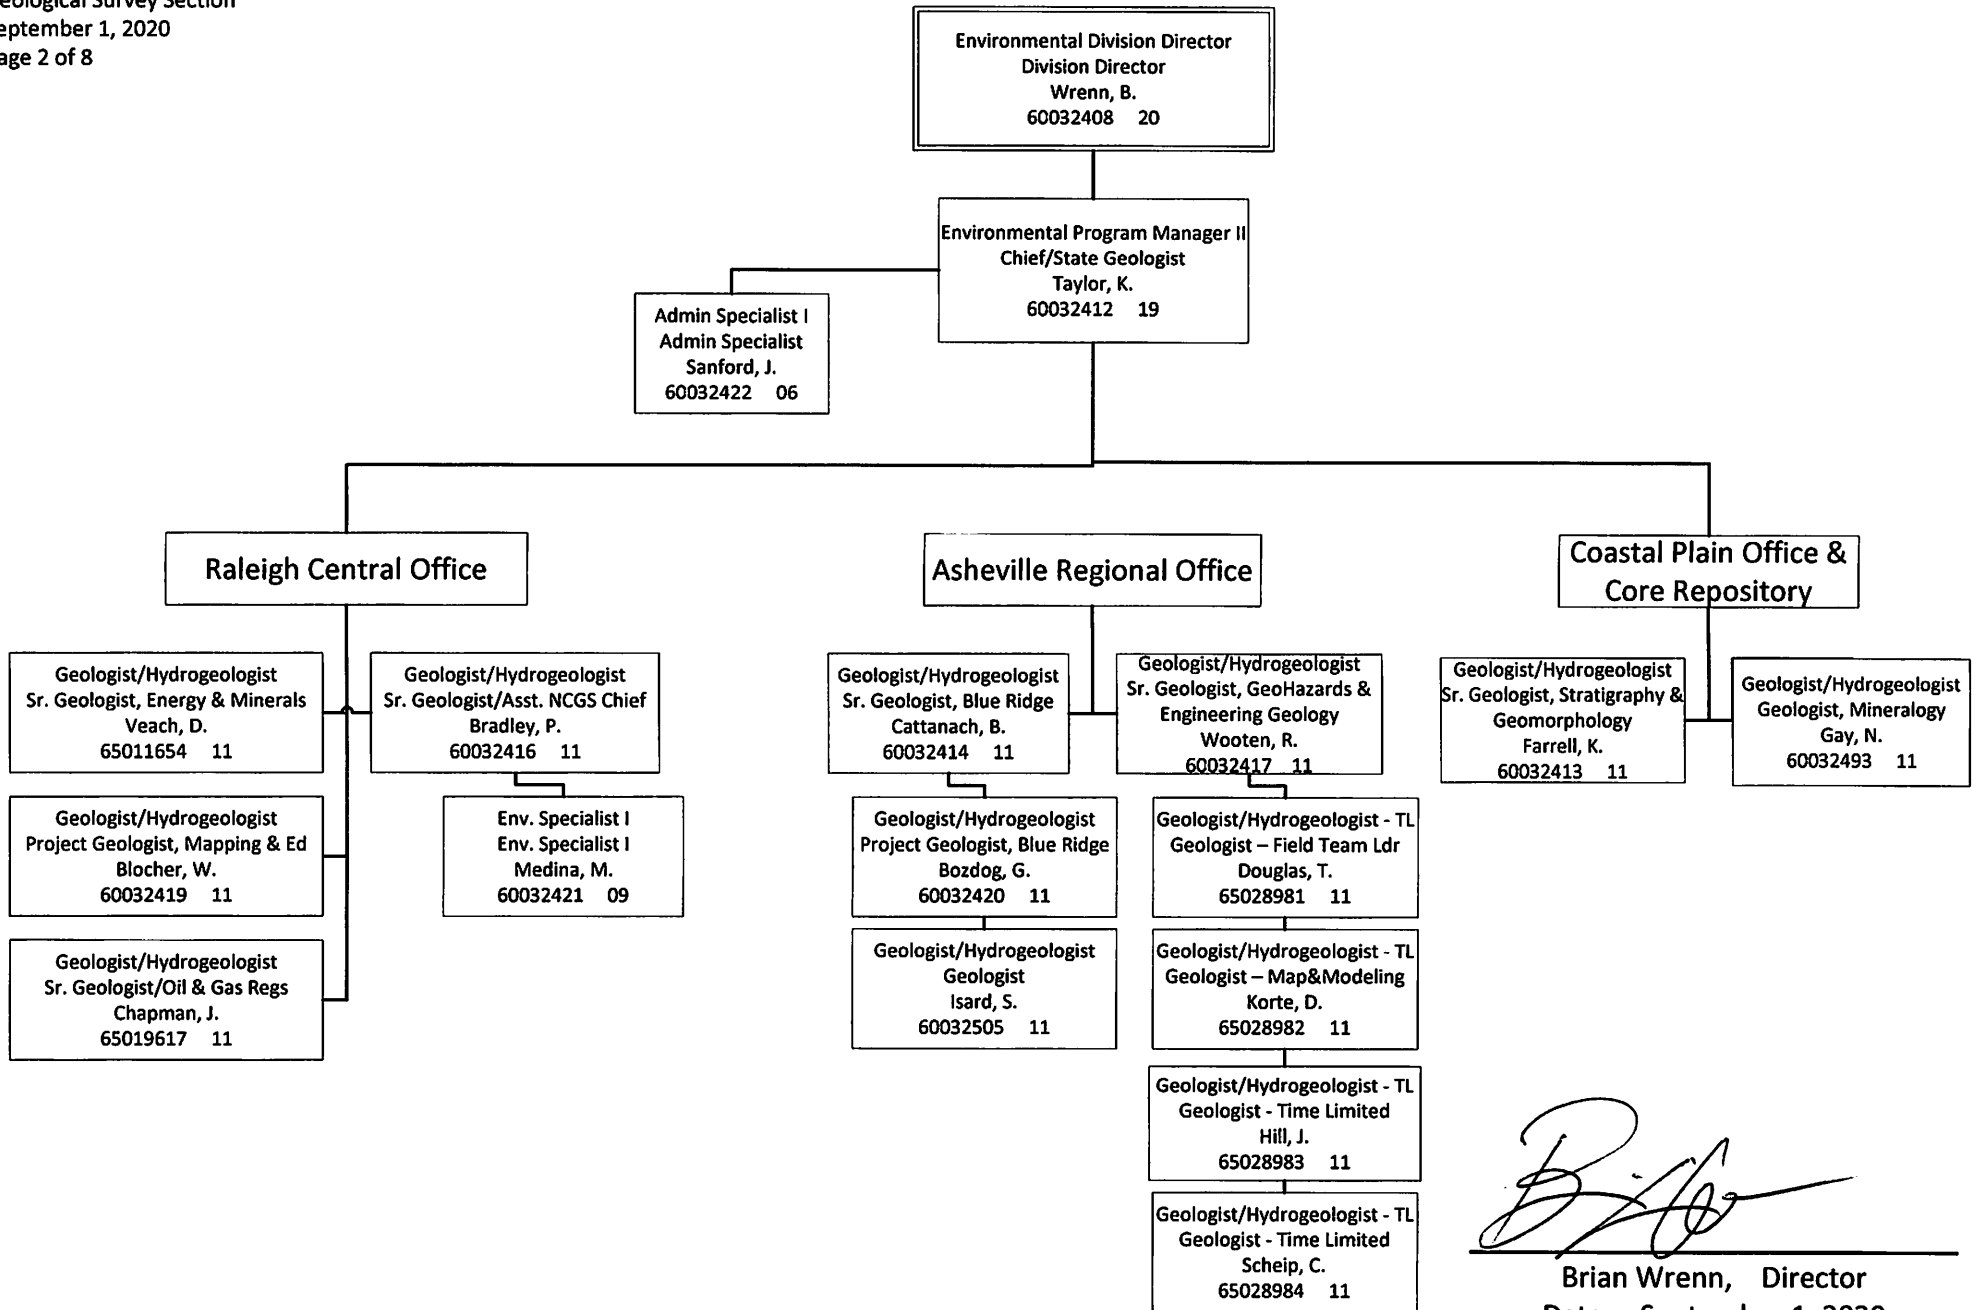 eological Survey Section
eptember 1, 2020
age 2 of 8
Environmental Division Director
Division Director
Wrenn, B.
60032408 20
Environmental Program Manager II
Chief/State Geologist
Taylor, K.
60032412 19
Admin Specialist I
Admin Specialist
Sanford, J.
60032422 06
Raleigh Central Office
Geologist/Hydrogeologist
Sr. Geologist, Energy & Minerals
Veach, D.
65011654 11
Geologist/Hydrogeologist
Sr. Geologist/Asst. NCGS Chief
Bradley, P.
60032416 11
Geologist/Hydrogeologist
Project Geologist, Mapping & Ed
Blocher, W.
60032419 11
Env. Specialist I
Env. Specialist I
Medina, M.
60032421 09
Geologist/Hydrogeologist
Sr. Geologist/Oil & Gas Regs
Chapman, J.
65019617 11
Asheville Regional Office
Geologist/Hydrogeologist
Sr. Geologist, Blue Ridge
Cattanach, B.
60032414 11
Geologist/Hydrogeologist
Sr. Geologist, GeoHazards &
Engineering Geology
Wooten, R.
60032417 11
Geologist/Hydrogeologist
Project Geologist, Blue Ridge
Bozdog, G.
60032420 11
Geologist/Hydrogeologist
Geologist
Isard, S.
60032505 11
Geologist/Hydrogeologist - TL
Geologist – Field Team Ldr
Douglas, T.
65028981 11
Geologist/Hydrogeologist - TL
Geologist – Map&Modeling
Korte, D.
65028982 11
Geologist/Hydrogeologist - TL
Geologist - Time Limited
Hill, J.
65028983 11
Geologist/Hydrogeologist - TL
Geologist - Time Limited
Scheip, C.
65028984 11
Coastal Plain Office &
Core Repository
Geologist/Hydrogeologist
Sr. Geologist, Stratigraphy &
Geomorphology
Farrell, K.
60032413 11
Geologist/Hydrogeologist
Geologist, Mineralogy
Gay, N.
60032493 11
Brian Wrenn, Director